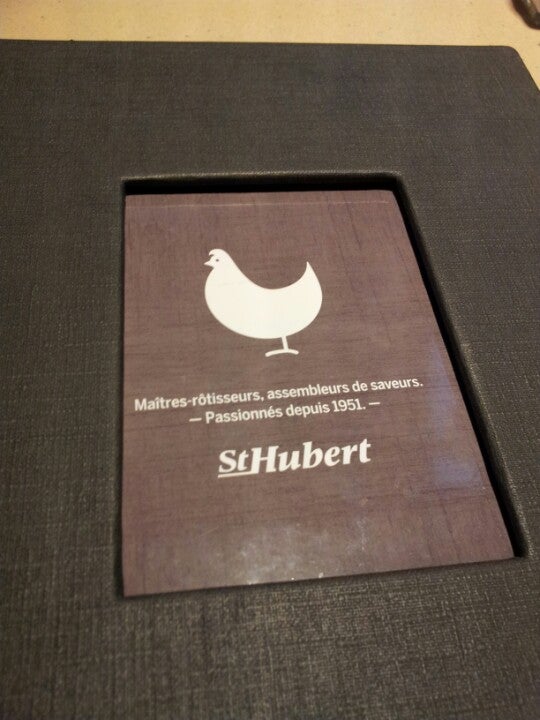 Maîtres-rôtisseurs, assembleurs de saveurs.
— Passionnés depuis 1951. —
StHubert